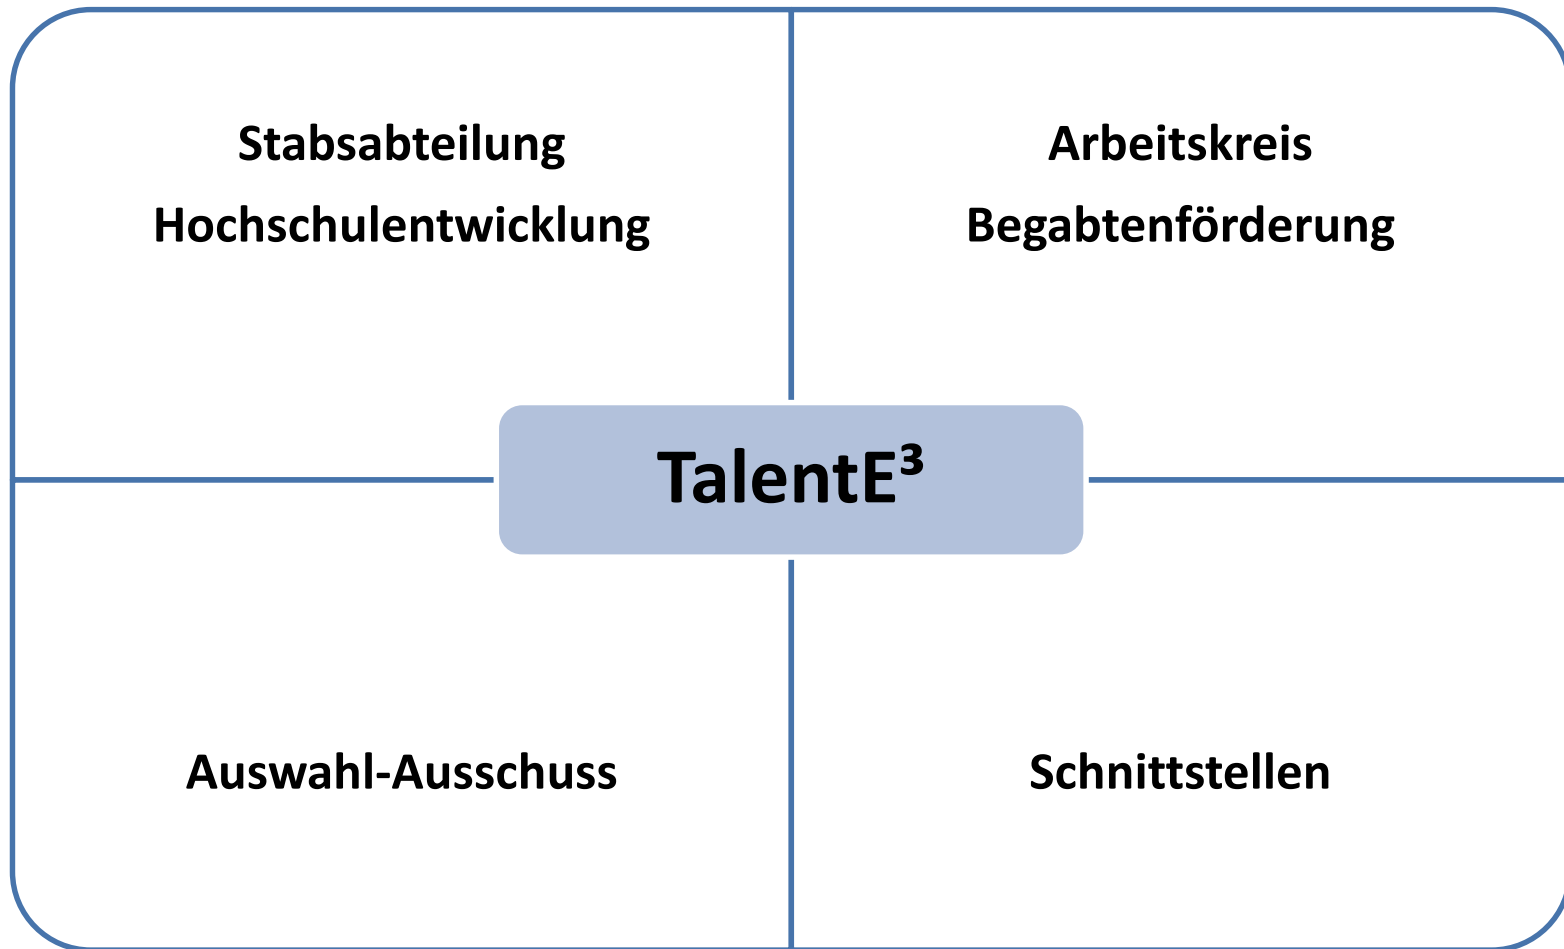 Stabsabteilung
Hochschulentwicklung
Arbeitskreis
Begabtenförderung
TalentE³
Auswahl-Ausschuss
Schnittstellen